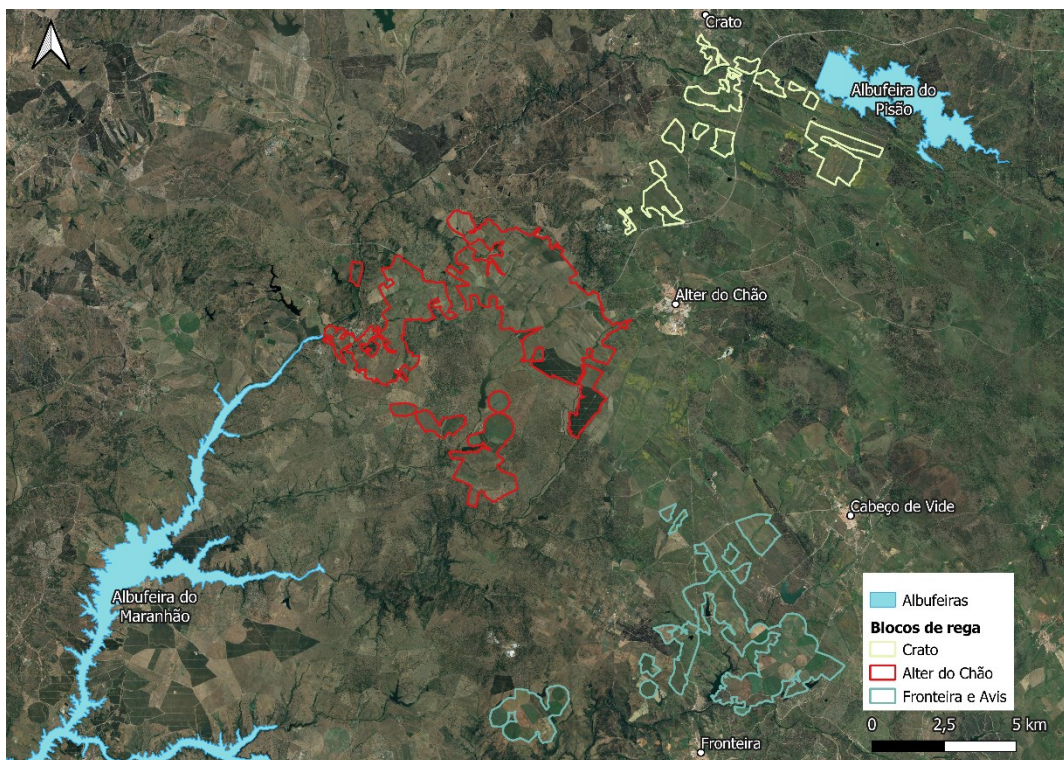 Crato
Albufeira do
Pisão
Alter do Chão
Cabeço de Vide
Albufeira do
Maranhão
Fronteira
Albufeiras
Blocos de rega
Crato
Alter do Chão
Fronteira e Avis
0 2,5 5 km